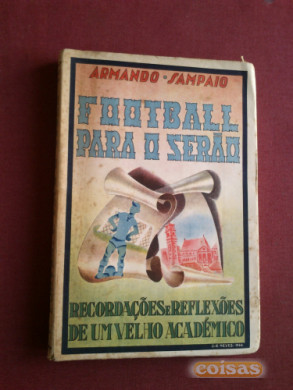 ARMANDO - SAMPAIO
FOOTBALL
PARA O SERÃO
RECORDAÇÕES E REFLEXÕES
DE UM VELHO ACADÉMICO
coisas